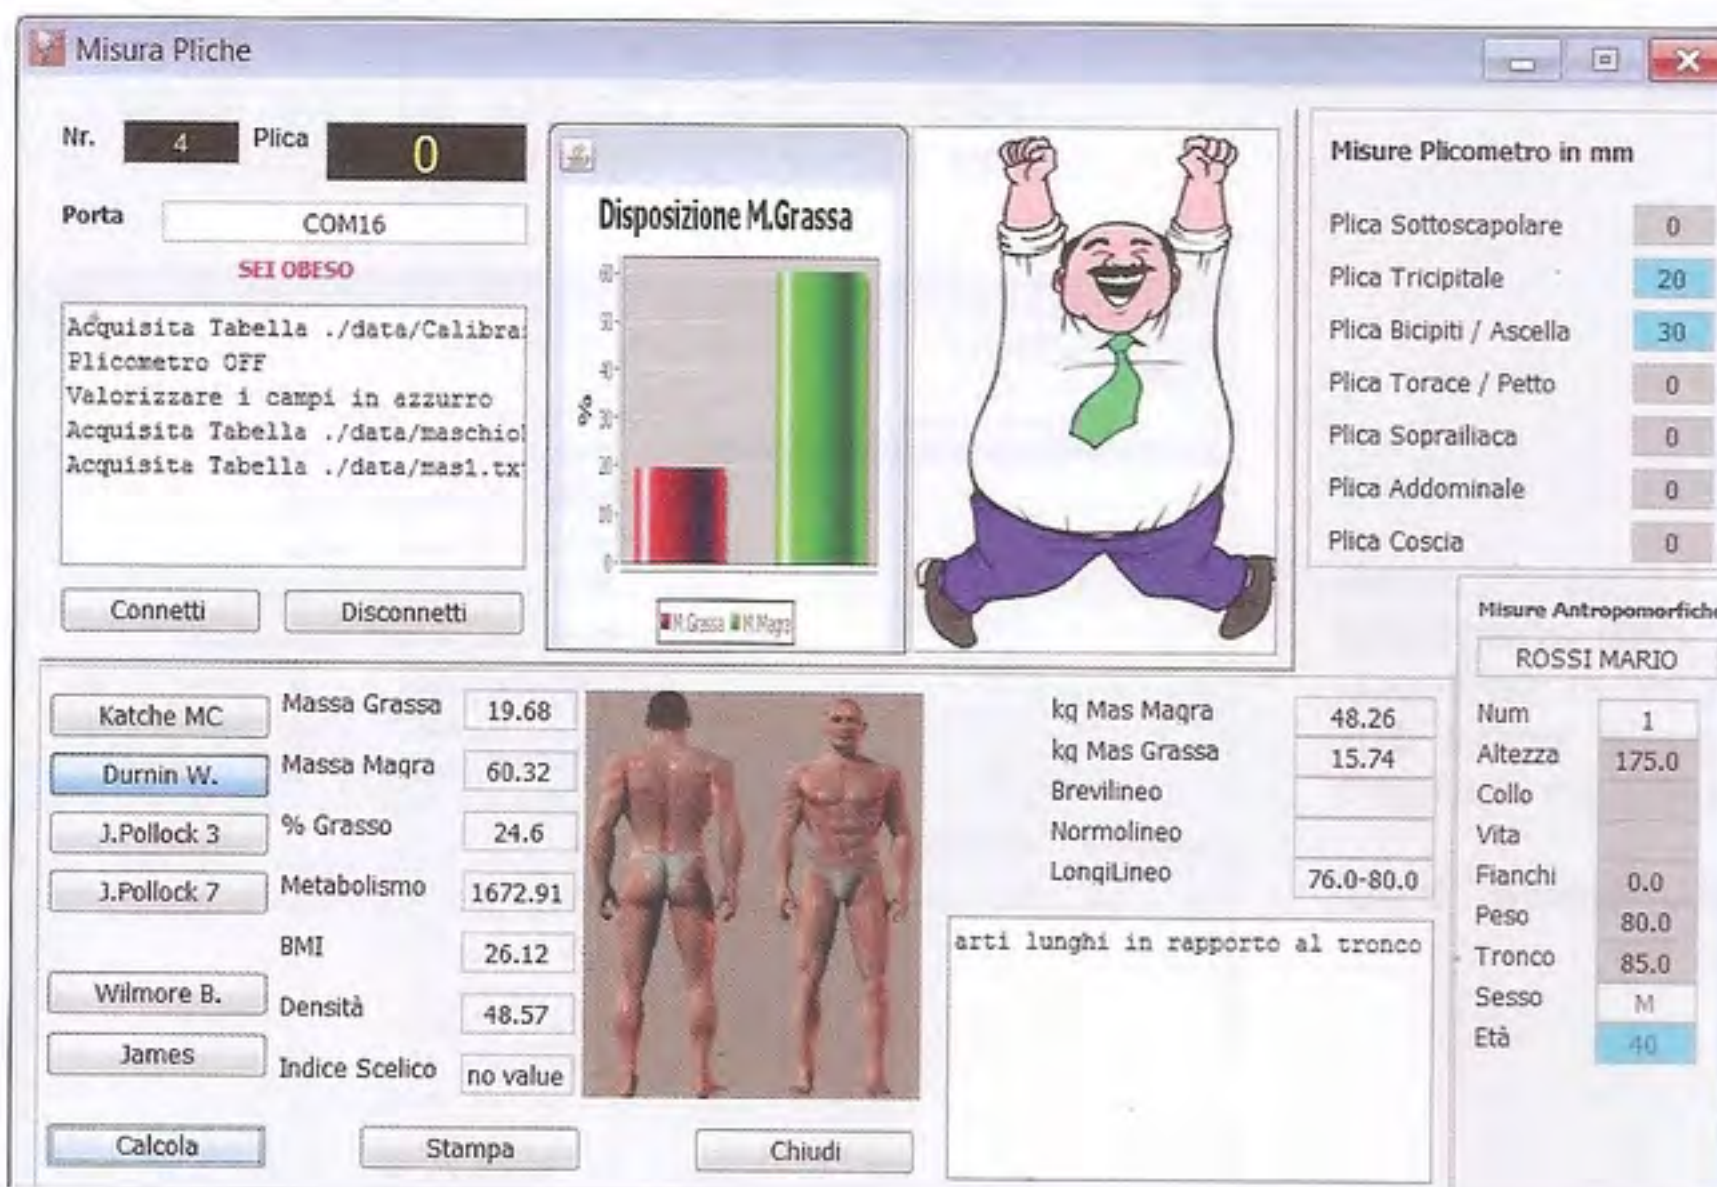 Misura Pliche
Nr. 4 Plica 0
Porta COM16
SEI OBESO
Acquisita Tabella ./data/Calibra
Plicometro OFF
Valorizzare i campi in azzurro
Acquisita Tabella ./data/maschio
Acquisita Tabella ./data/mas1.tx
Connetti Disconnetti
Disposizione M.Grassa
%
60
50
40
30
20
10
0
M.Grassa M.Magra
Misure Plicometro in mm
Plica Sottoscapolare 0
Plica Tricipitale 20
Plica Bicipiti / Ascella 30
Plica Torace / Petto 0
Plica Soprailiaca 0
Plica Addominale 0
Plica Coscia 0
Misure Antropomorfiche
ROSSI MARIO
Num 1
Altezza 175.0
Collo
Vita
Fianchi 0.0
Peso 80.0
Tronco 85.0
Sesso M
Età 40
Katche MC
Durnin W.
J.Pollock 3
J.Pollock 7
Wilmore B.
James
Massa Grassa 19.68
Massa Magra 60.32
% Grasso 24.6
Metabolismo 1672.91
BMI 26.12
Densità 48.57
Indice Scelico no value
kg Mas Magra 48.26
kg Mas Grassa 15.74
Brevilineo
Normolineo
LongiLineo 76.0-80.0
arti lunghi in rapporto al tronco
Calcola Stampa Chiudi